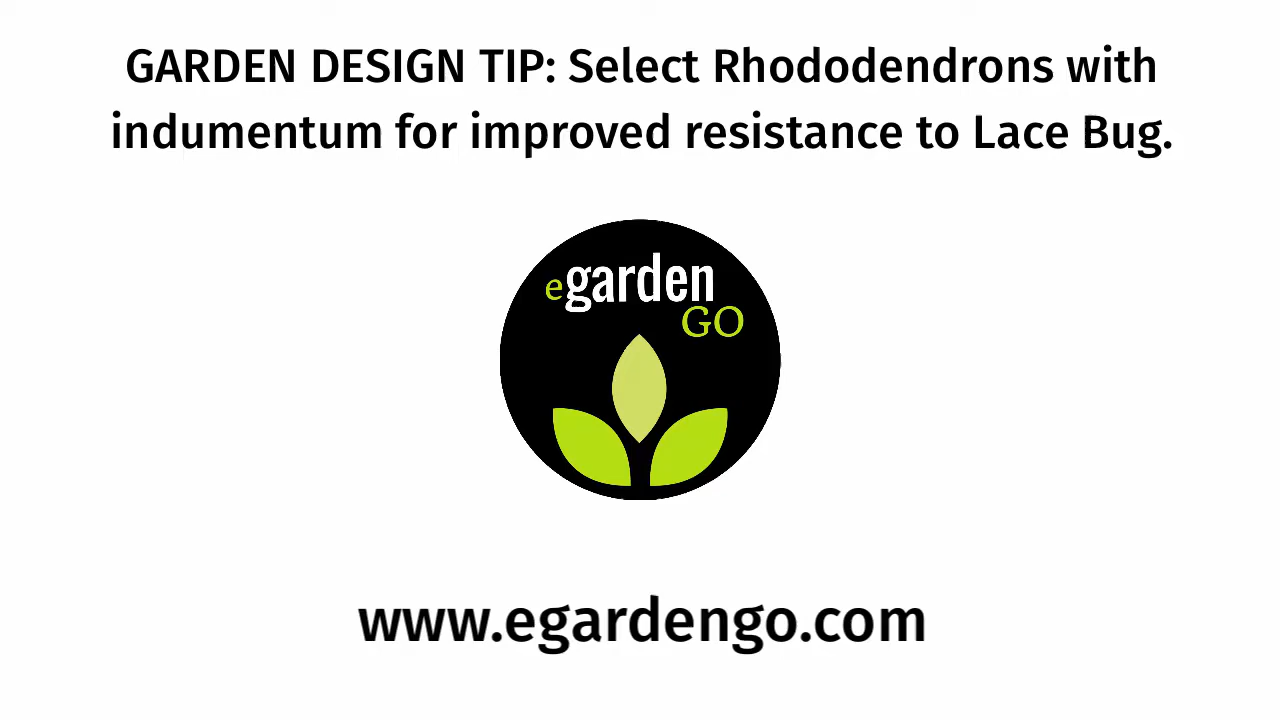 GARDEN DESIGN TIP: Select Rhododendrons with
indumentum for improved resistance to Lace Bug.
egarden
GO
www.egardengo.com